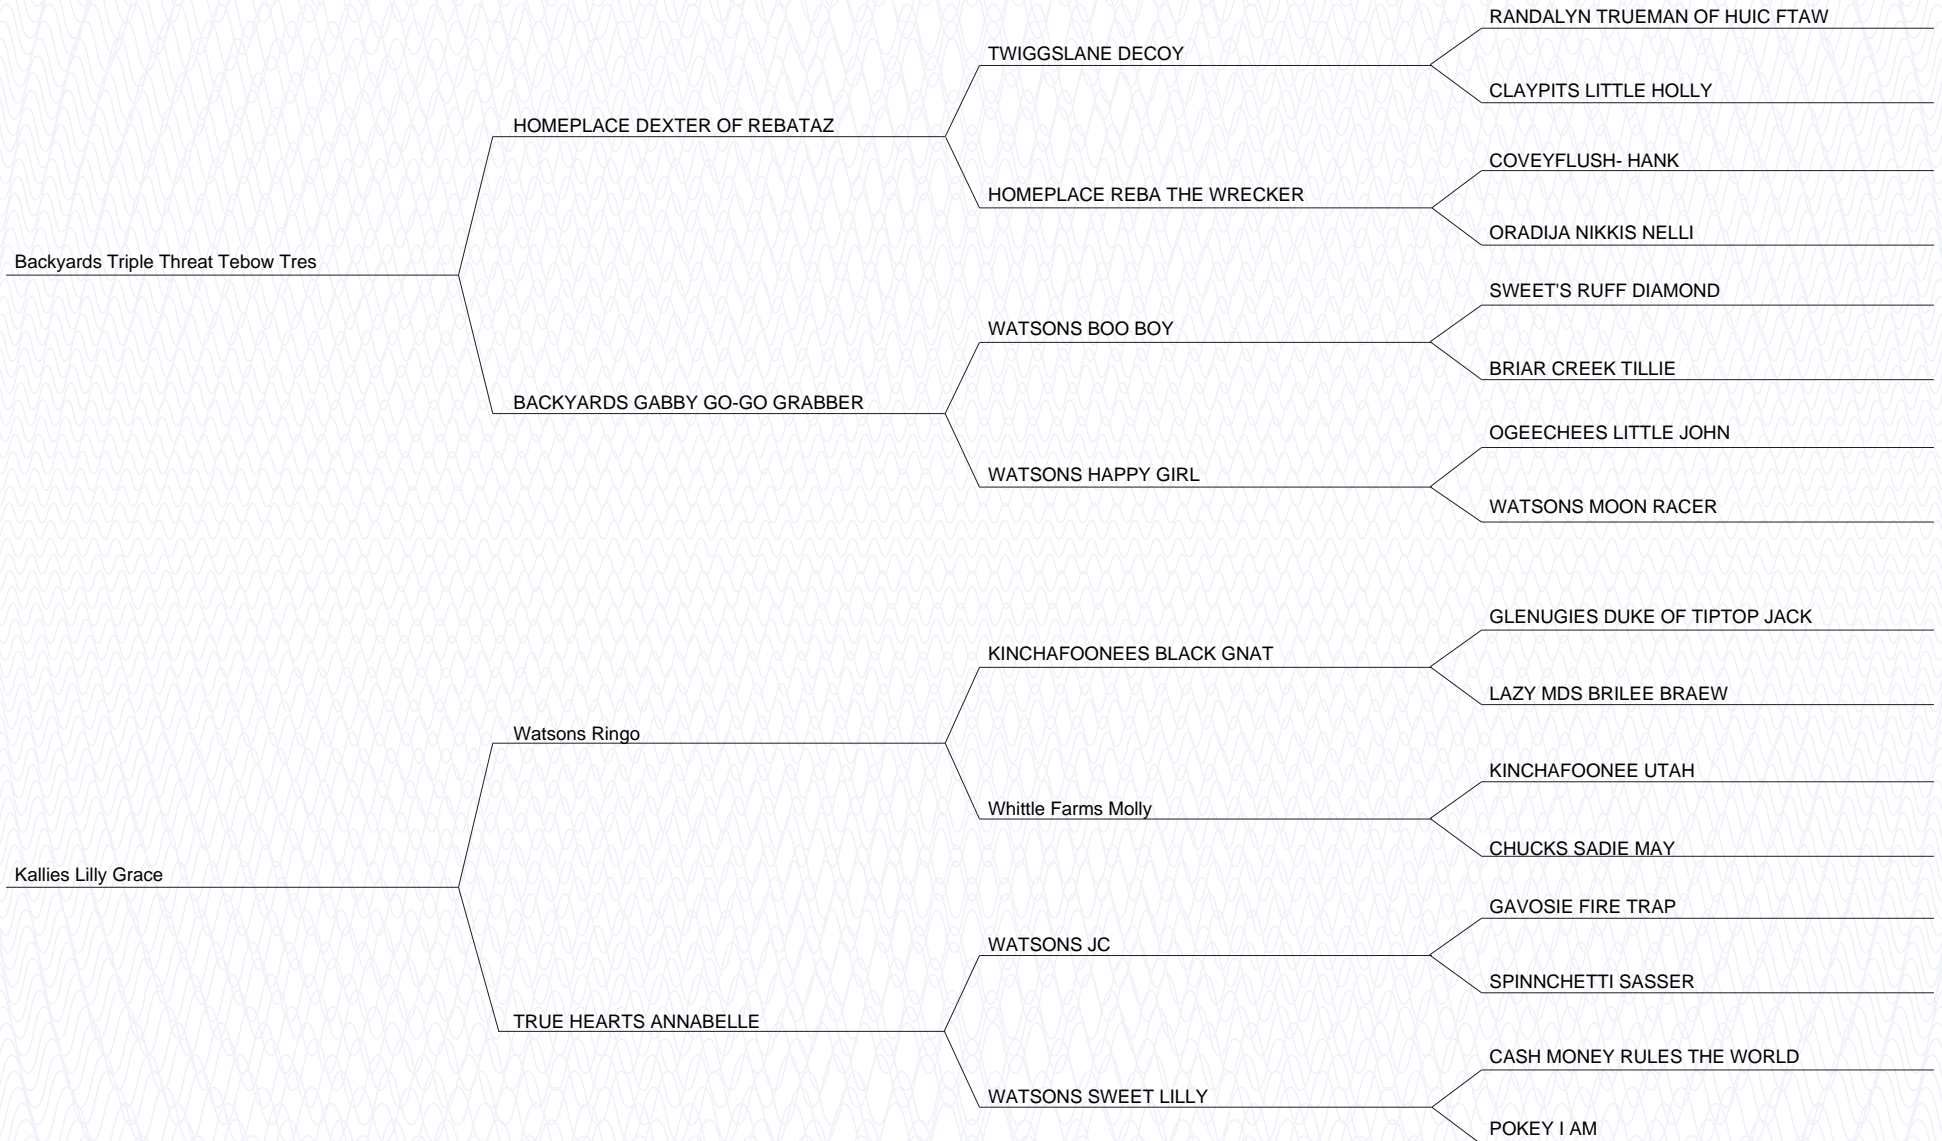 RANDALYN TRUEMAN OF HUIC FTAW
TWIGGSLANE DECOY
CLAYPITS LITTLE HOLLY
HOMEPLACE DEXTER OF REBATAZ
COVEYFLUSH- HANK
HOMEPLACE REBA THE WRECKER
ORADIJA NIKKIS NELLI
Backyards Triple Threat Tebow Tres
SWEET'S RUFF DIAMOND
WATSONS BOO BOY
BRIAR CREEK TILLIE
BACKYARDS GABBY GO-GO GRABBER
OGEECHEES LITTLE JOHN
WATSONS HAPPY GIRL
WATSONS MOON RACER
GLENUGIES DUKE OF TIPTOP JACK
KINCHAFOONEES BLACK GNAT
LAZY MDS BRILEE BRAEW
Watsons Ringo
KINCHAFOONEE UTAH
Whittle Farms Molly
CHUCKS SADIE MAY
Kallies Lilly Grace
GAVOSIE FIRE TRAP
WATSONS JC
SPINNCHETTI SASSER
TRUE HEARTS ANNABELLE
CASH MONEY RULES THE WORLD
WATSONS SWEET LILLY
POKEY I AM